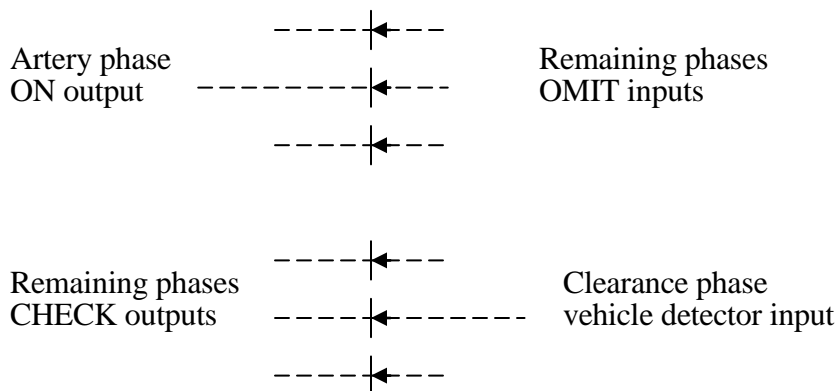 Artery phase
ON output
Remaining phases
OMIT inputs
Remaining phases
CHECK outputs
Clearance phase
vehicle detector input